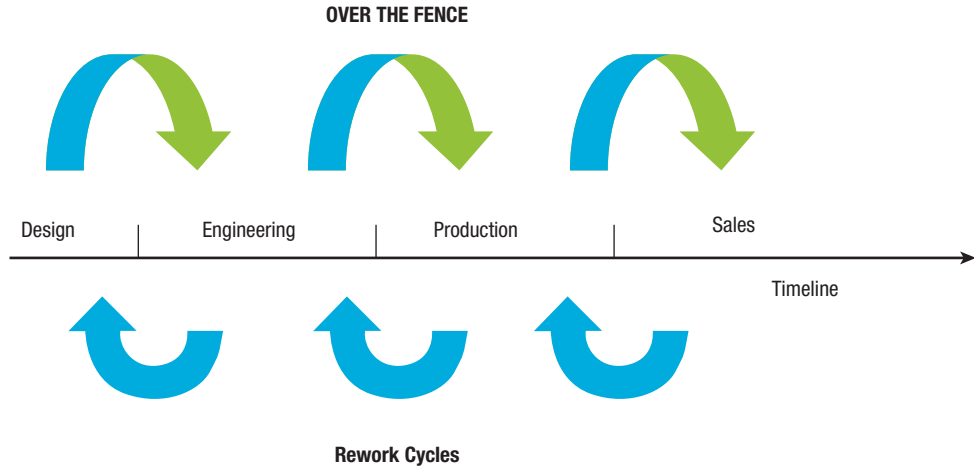 OVER THE FENCE
Design
Engineering
Production
Sales
Timeline
Rework Cycles